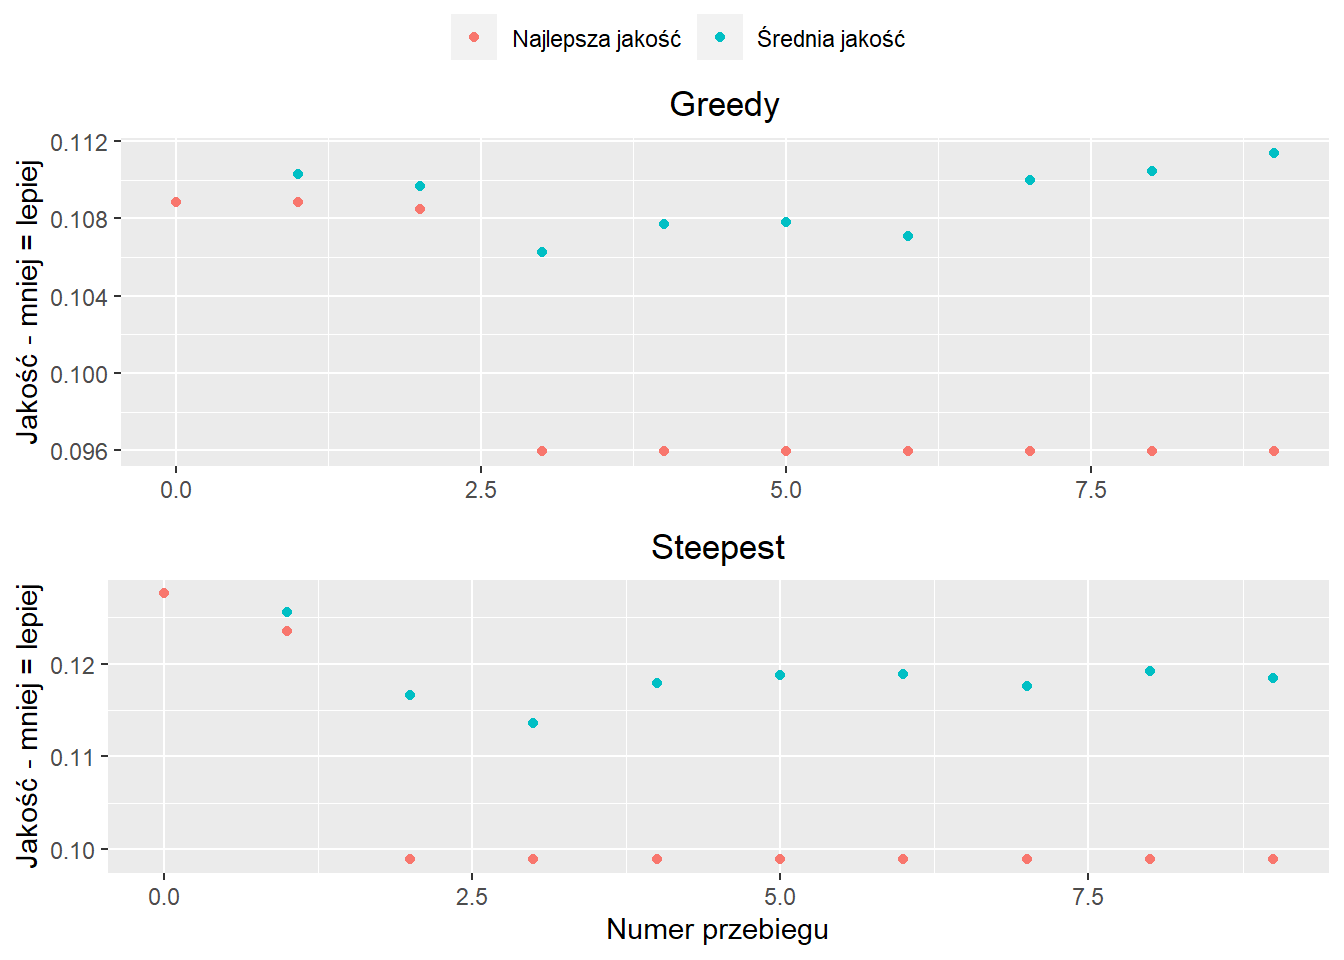 Najlepsza jakość Średnia jakość
Greedy
Jakość - mniej = lepiej
0.112
0.108
0.104
0.100
0.096
0.0 2.5 5.0 7.5
Steepest
Jakość - mniej = lepiej
0.12
0.11
0.10
0.0 2.5 5.0 7.5
Numer przebiegu